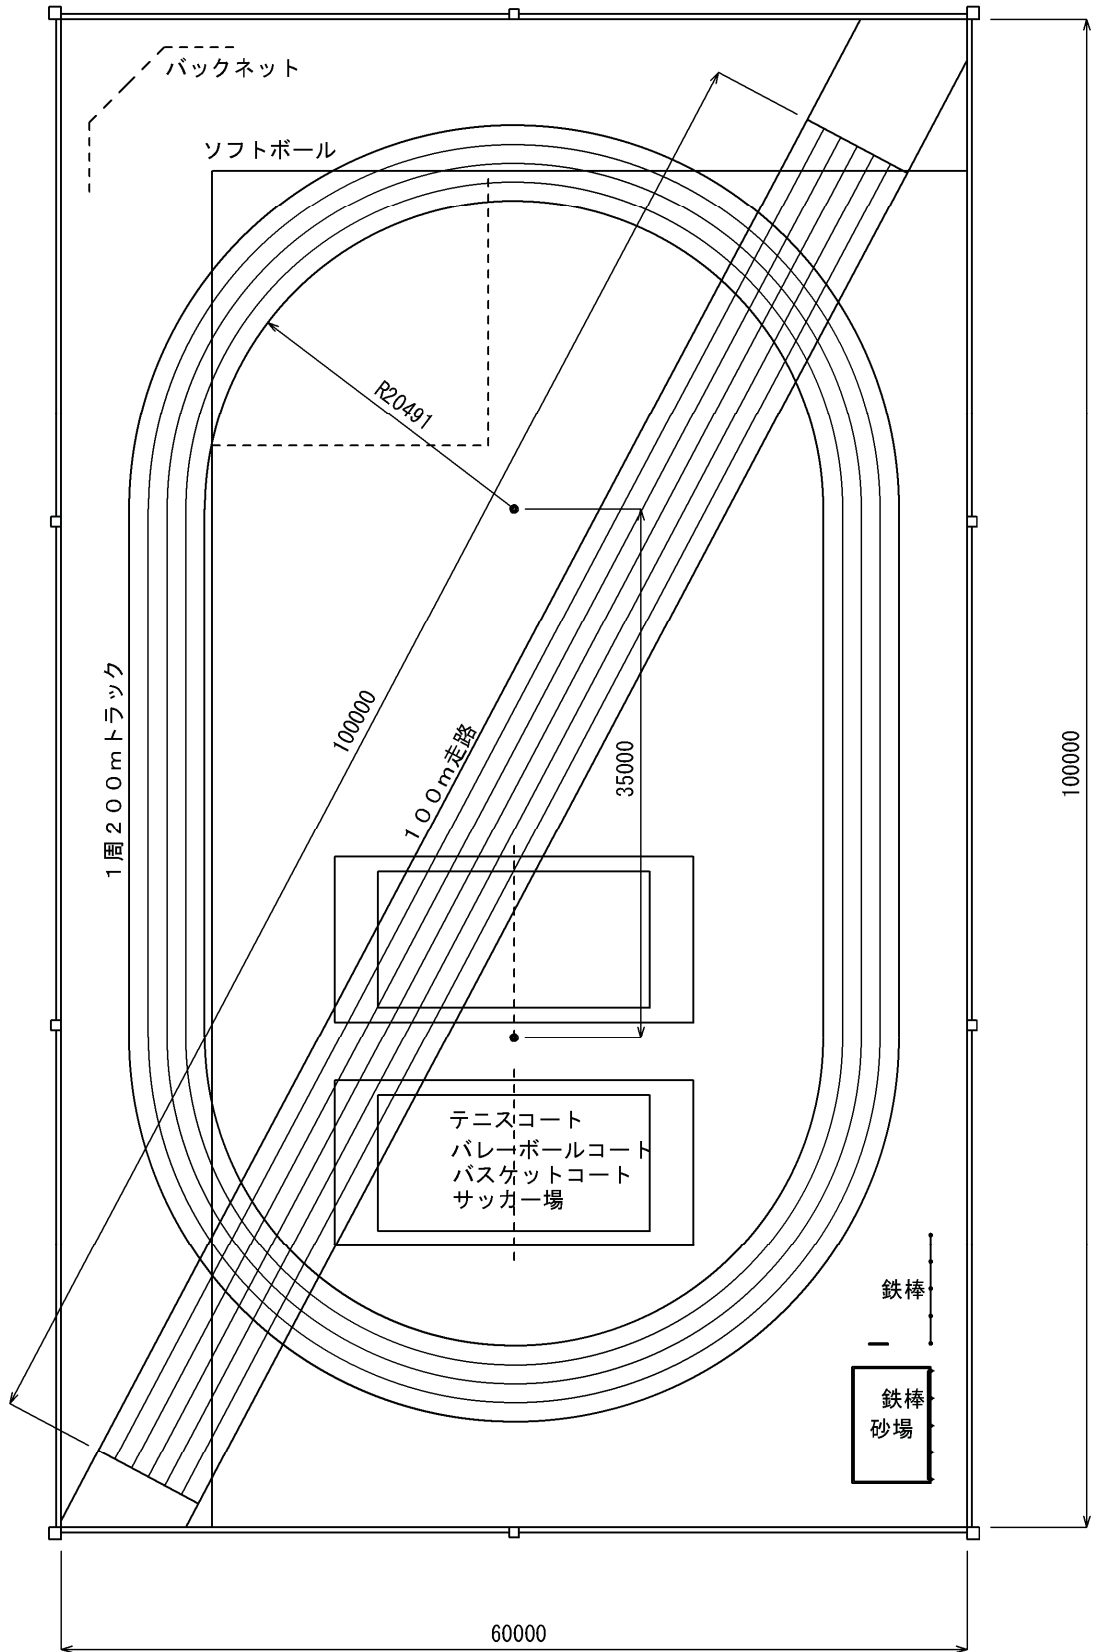 バックネット
ソフトボール
R20491
100000
１００ｍ走路
35000
１周２００ｍトラック
100000
テニスコート
バレーボールコート
バスケットコート
サッカー場
鉄棒
鉄棒
砂場
60000